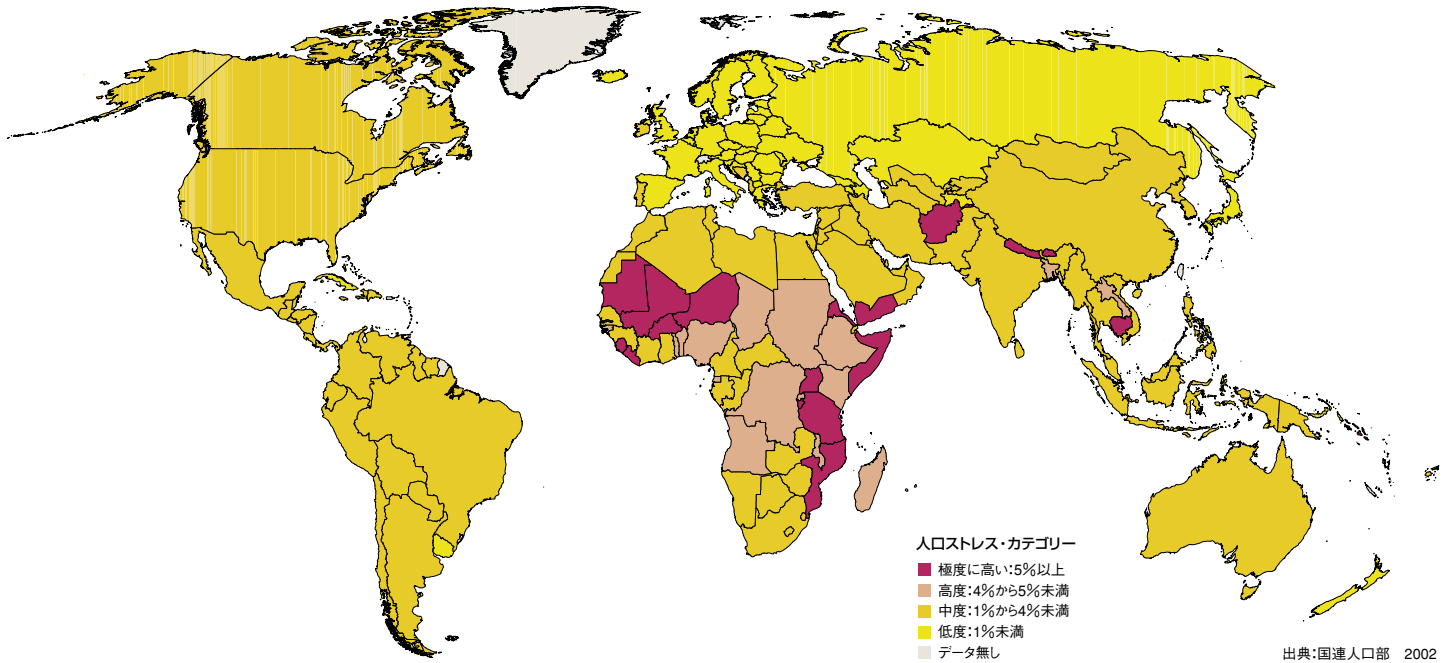 人口ストレス・カテゴリー
極度に高い：5％以上
高度：4％から5％未満
中度：1％から4％未満
低度：1％未満
データ無し
出典：国連人口部　2002